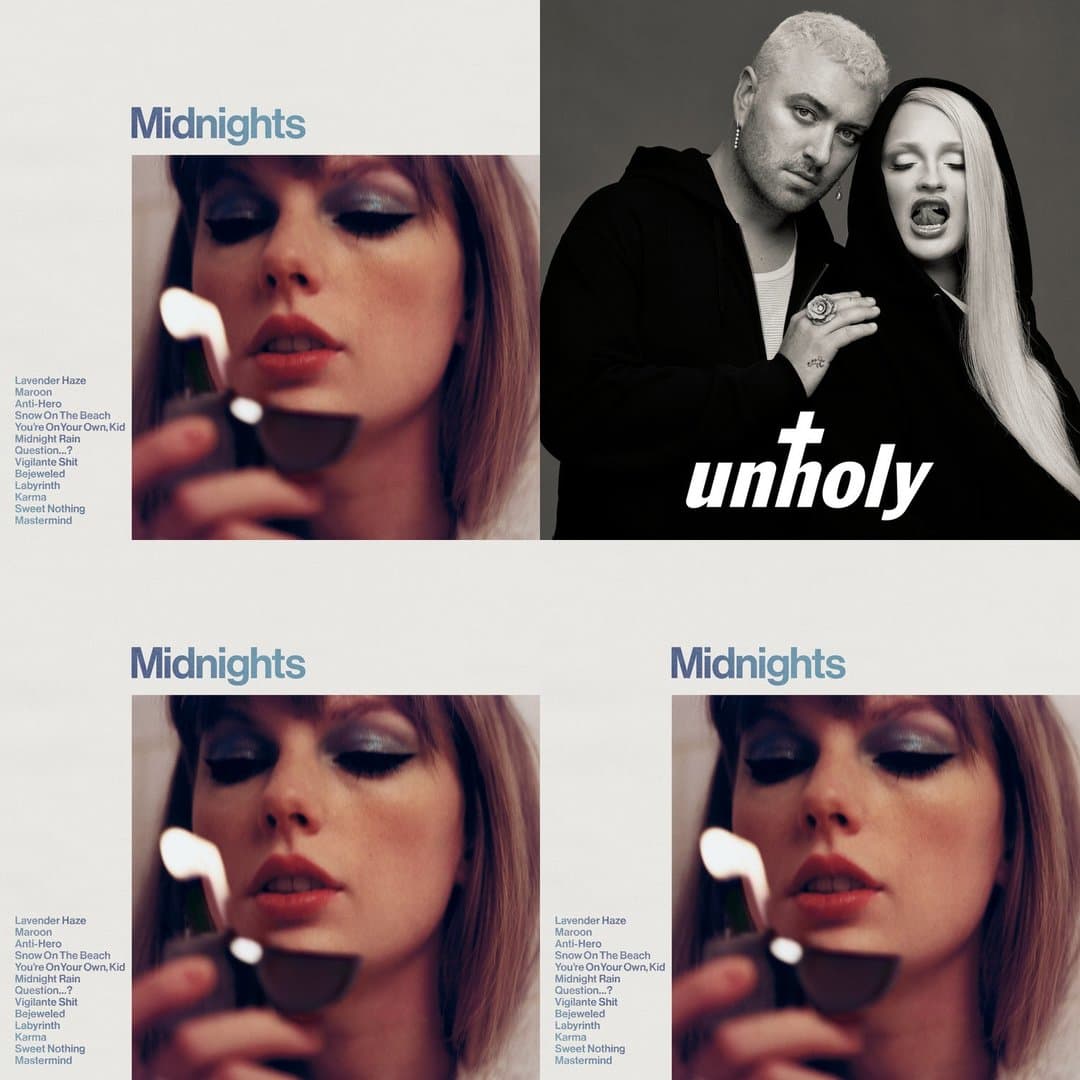 Midnights
Lavender Haze
Maroon
Anti-Hero
Snow On The Beach
You're On Your Own, Kid
Midnight Rain
Question...?
Vigilante Shit
Bejeweled
Labyrinth
Karma
Sweet Nothing
Mastermind
unholy
Midnights
Lavender Haze
Maroon
Anti-Hero
Snow On The Beach
You're On Your Own, Kid
Midnight Rain
Question...?
Vigilante Shit
Bejeweled
Labyrinth
Karma
Sweet Nothing
Mastermind
Midnights
Lavender Haze
Maroon
Anti-Hero
Snow On The Beach
You're On Your Own, Kid
Midnight Rain
Question...?
Vigilante Shit
Bejeweled
Labyrinth
Karma
Sweet Nothing
Mastermind